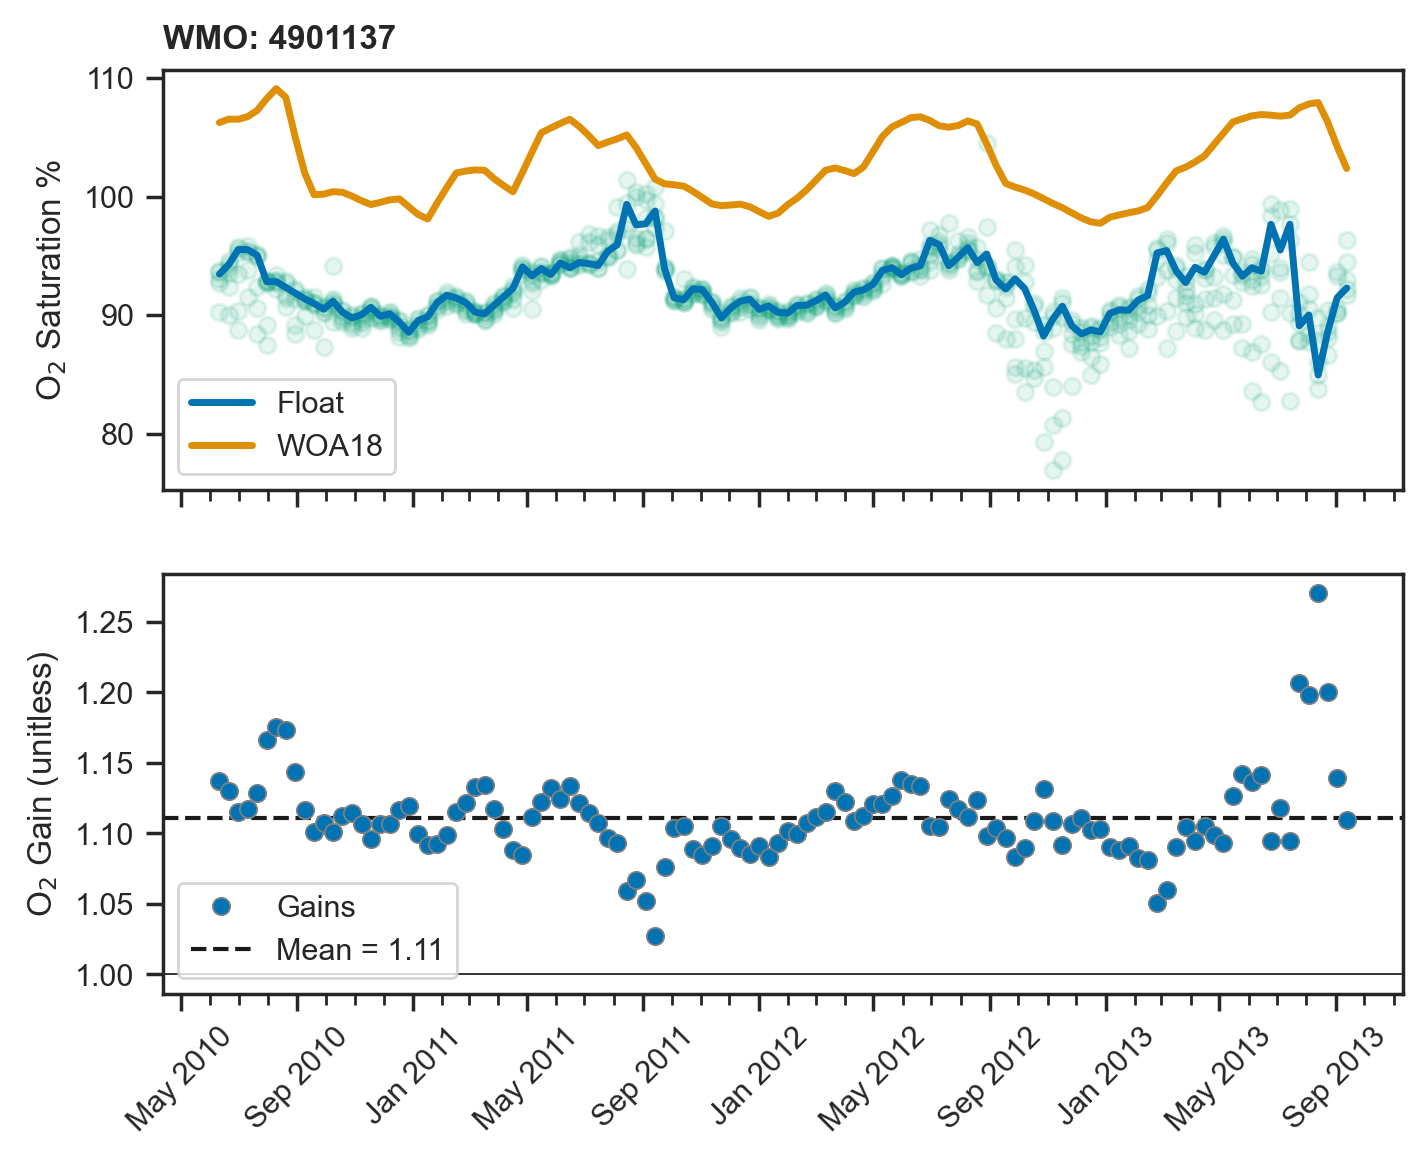 WMO: 4901137
110
100
90
80
O2 Saturation %
Float
WOA18
1.25
1.20
1.15
1.10
1.05
1.00
O2 Gain (unitless)
Gains
Mean = 1.11
May 2010
Sep 2010
Jan 2011
May 2011
Sep 2011
Jan 2012
May 2012
Sep 2012
Jan 2013
May 2013
Sep 2013